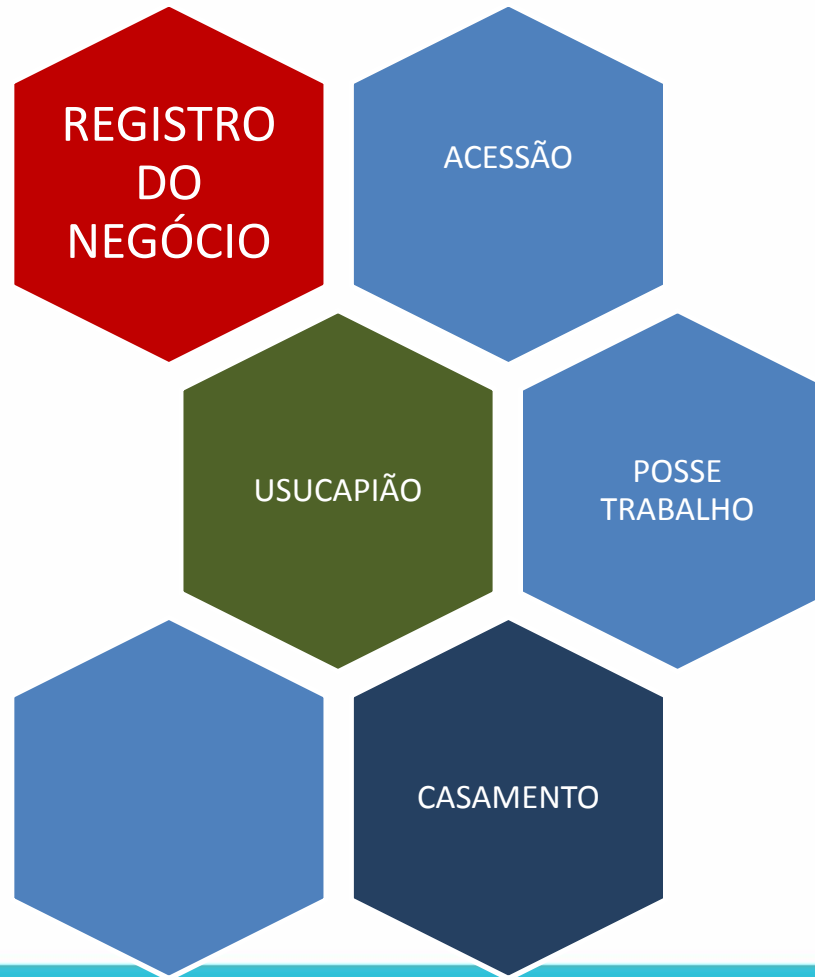 REGISTRO
DO
NEGÓCIO
ACESSÃO
USUCAPIÃO
POSSE
TRABALHO
CASAMENTO